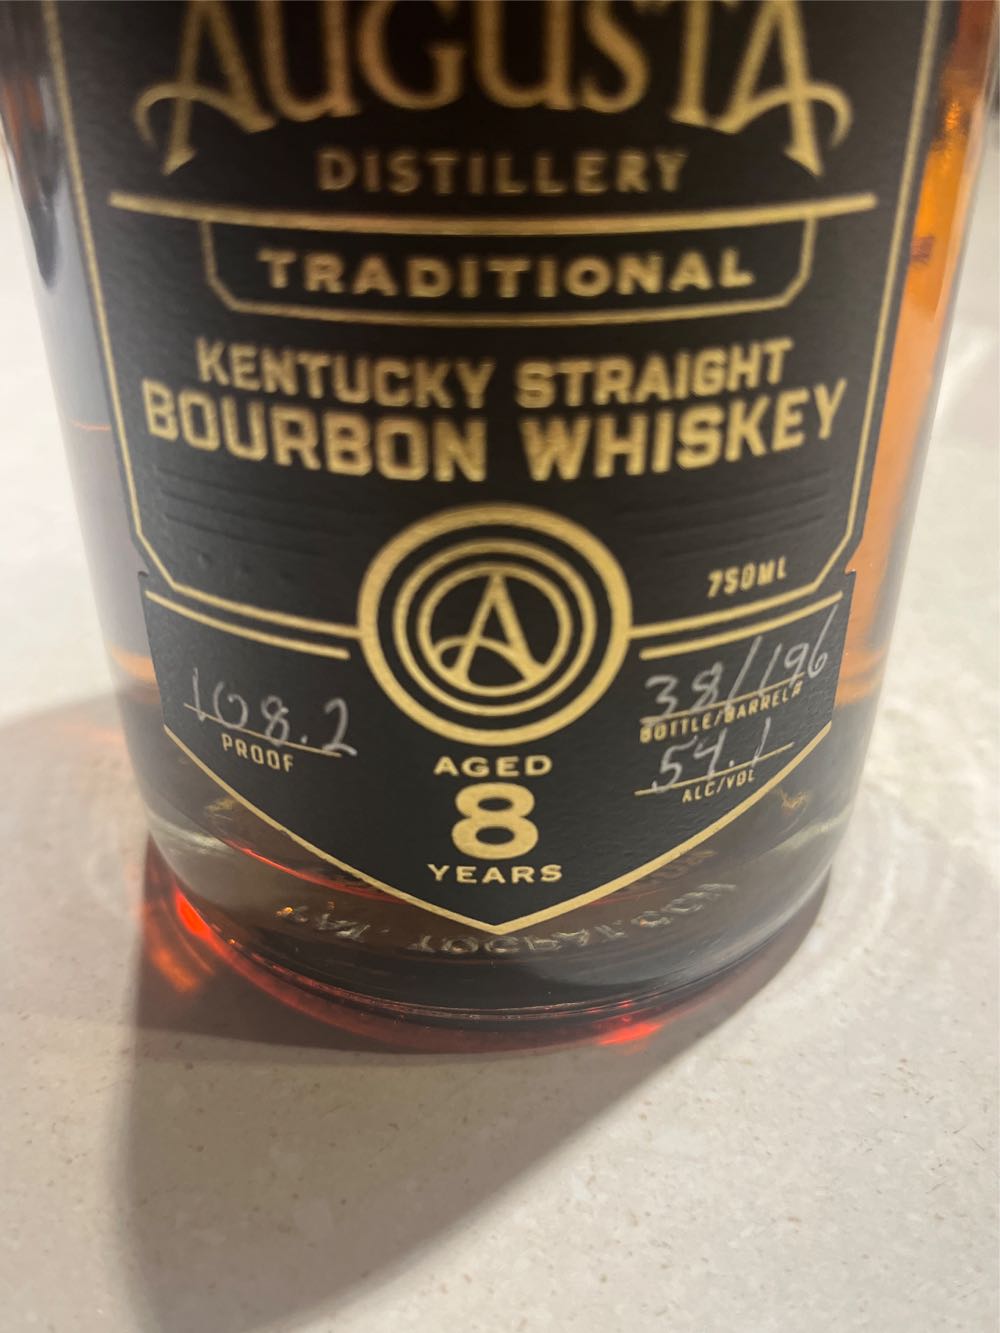 AUGUSTA
DISTILLERY
TRADITIONAL
KENTUCKY STRAIGHT
BOURBON WHISKEY
750ML
A
108.2
PROOF
38/196
BOTTLE/BARREL#
54.1
ALC/VOL
AGED
8
YEARS